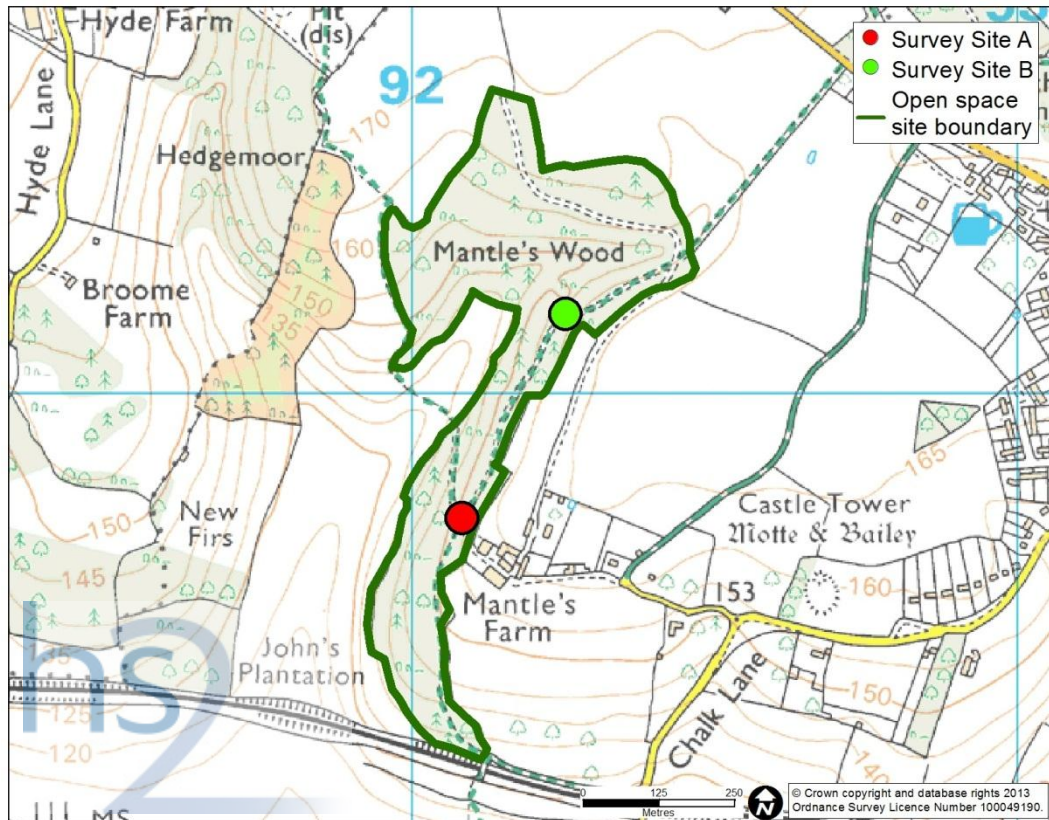 Hyde Farm
Pit
(dis)
92
Survey Site A
Survey Site B
Open space
site boundary
Hyde Lane
Hedgemoor
170
160
150
135
Mantle's Wood
Broome
Farm
150
New
Firs
145
165
Castle Tower
Motte & Bailey
160
153
Mantle's
Farm
John's
Plantation
150
Chalk Lane
140
125
120
hs2
MS
0 125 250
Metres
N
© Crown copyright and database rights 2013
Ordnance Survey Licence Number 100049190.